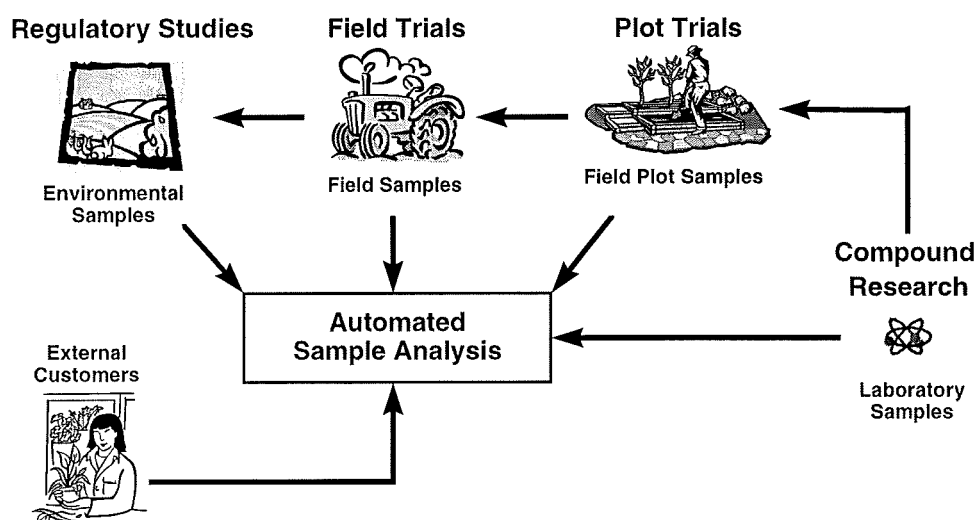 Regulatory Studies
Field Trials
Plot Trials
Environmental
Samples
Field Samples
Field Plot Samples
Compound
Research
Automated
Sample Analysis
External
Customers
Laboratory
Samples